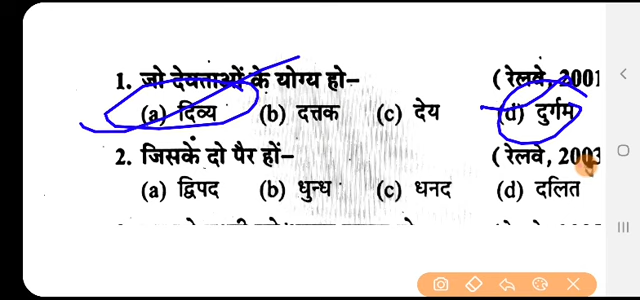 1. जो देवताओं के योग्य हो– (रेलवे, 2001
(a) दिव्य (b) दत्तक (c) देय (d) दुर्गम
2. जिसके दो पैर हों– (रेलवे, 2003
(a) द्विपद (b) धुन्ध (c) धनद (d) दलित